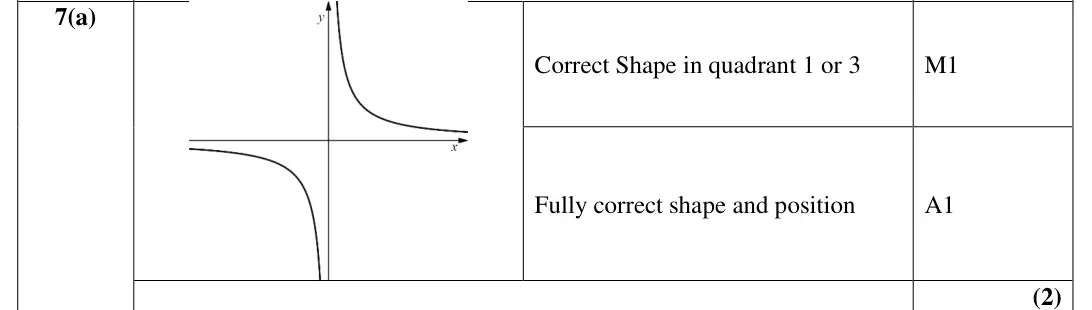 7(a)
y
x
Correct Shape in quadrant 1 or 3
M1
Fully correct shape and position
A1
(2)